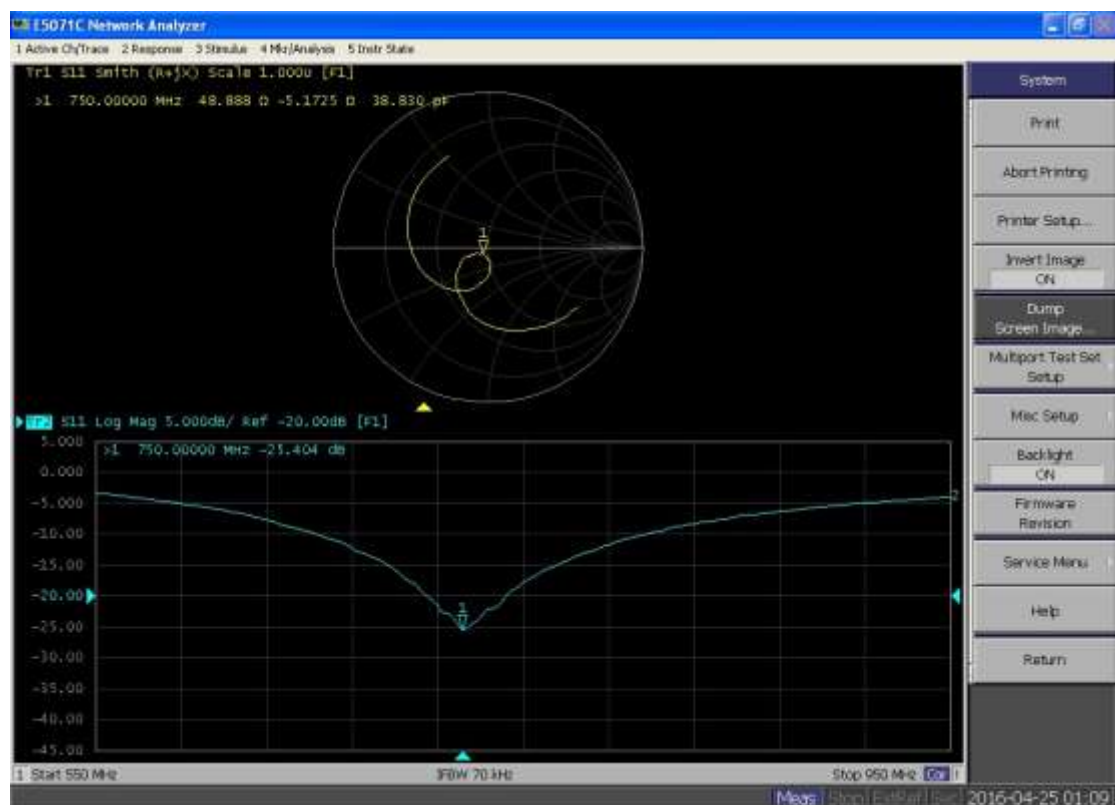 E5071C Network Analyzer
1 Active Ch/Trace 2 Response 3 Stimulus 4 Mkr/Analysis 5 Instr State
Tr1 S11 Smith (R+jX) Scale 1.000U [F1]
>1 750.00000 MHz 48.888 Ω -5.1725 Ω 38.830 pF
1
Tr2 S11 Log Mag 5.000dB/ Ref -20.00dB [F1]
5.000
>1 750.00000 MHz -25.404 dB
0.000
-5.000
2
-10.00
-15.00
-20.00
1
-25.00
-30.00
-35.00
-40.00
-45.00
1 Start 550 MHz
IFBW 70 kHz
Stop 950 MHz Cor
Meas Stop ExtRef Svc 2016-04-25 01:09
System
Print
Abort Printing
Printer Setup...
Invert Image
ON
Dump
Screen Image...
Multiport Test Set
Setup
Misc Setup
Backlight
ON
Firmware
Revision
Service Menu
Help
Return